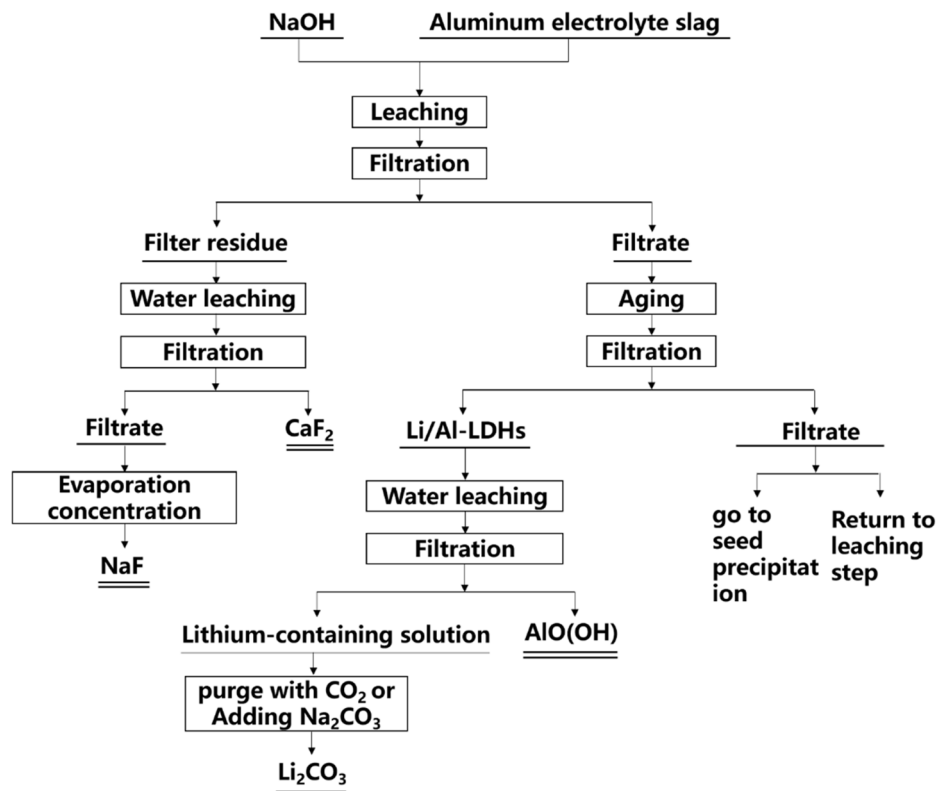 NaOH
Aluminum electrolyte slag
Leaching
Filtration
Filter residue
Filtrate
Water leaching
Aging
Filtration
Filtration
Filtrate
CaF₂
Li/Al-LDHs
Filtrate
Evaporation
concentration
Water leaching
go to
seed
precipitat
ion
Return to
leaching
step
Filtration
NaF
Lithium-containing solution
AlO(OH)
purge with CO₂ or
Adding Na₂CO₃
Li₂CO₃